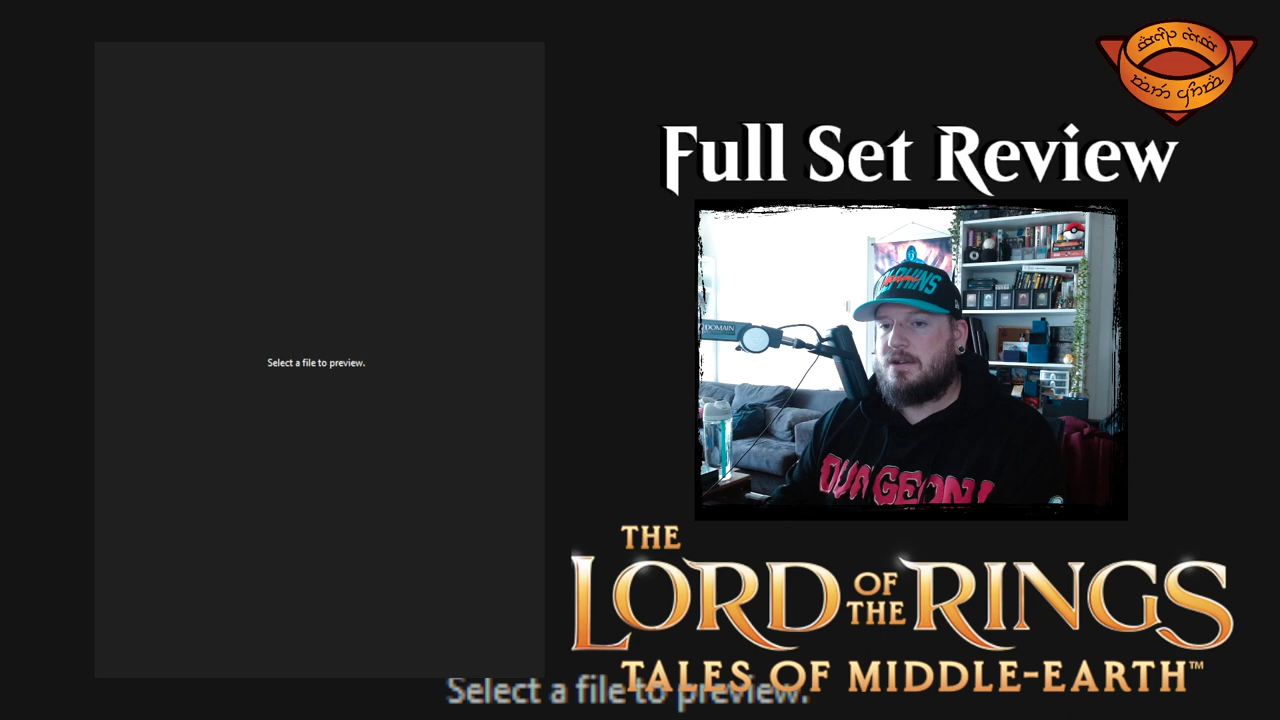 Full Set Review
Select a file to preview.
DOMAIN
DUNGEON!
THE
LORD OF THE RINGS
TALES OF MIDDLE-EARTH™
Select a file to preview.